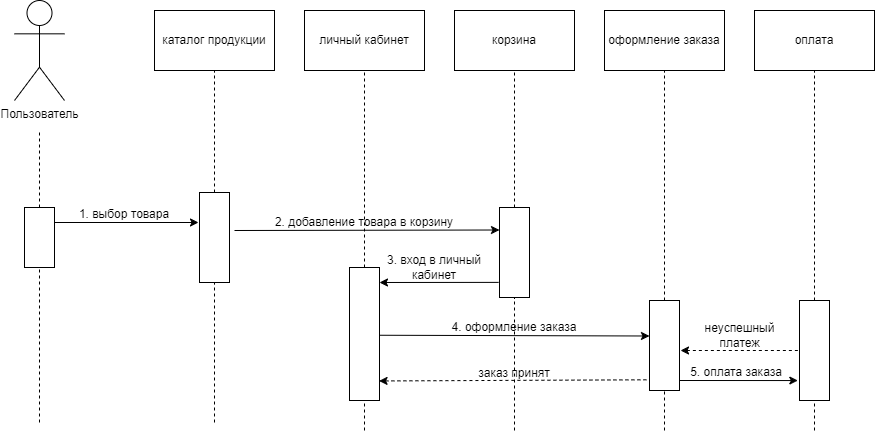 каталог продукции
личный кабинет
корзина
оформление заказа
оплата
Пользователь
1. выбор товара
2. добавление товара в корзину
3. вход в личный
кабинет
4. оформление заказа
неуспешный
платеж
заказ принят
5. оплата заказа